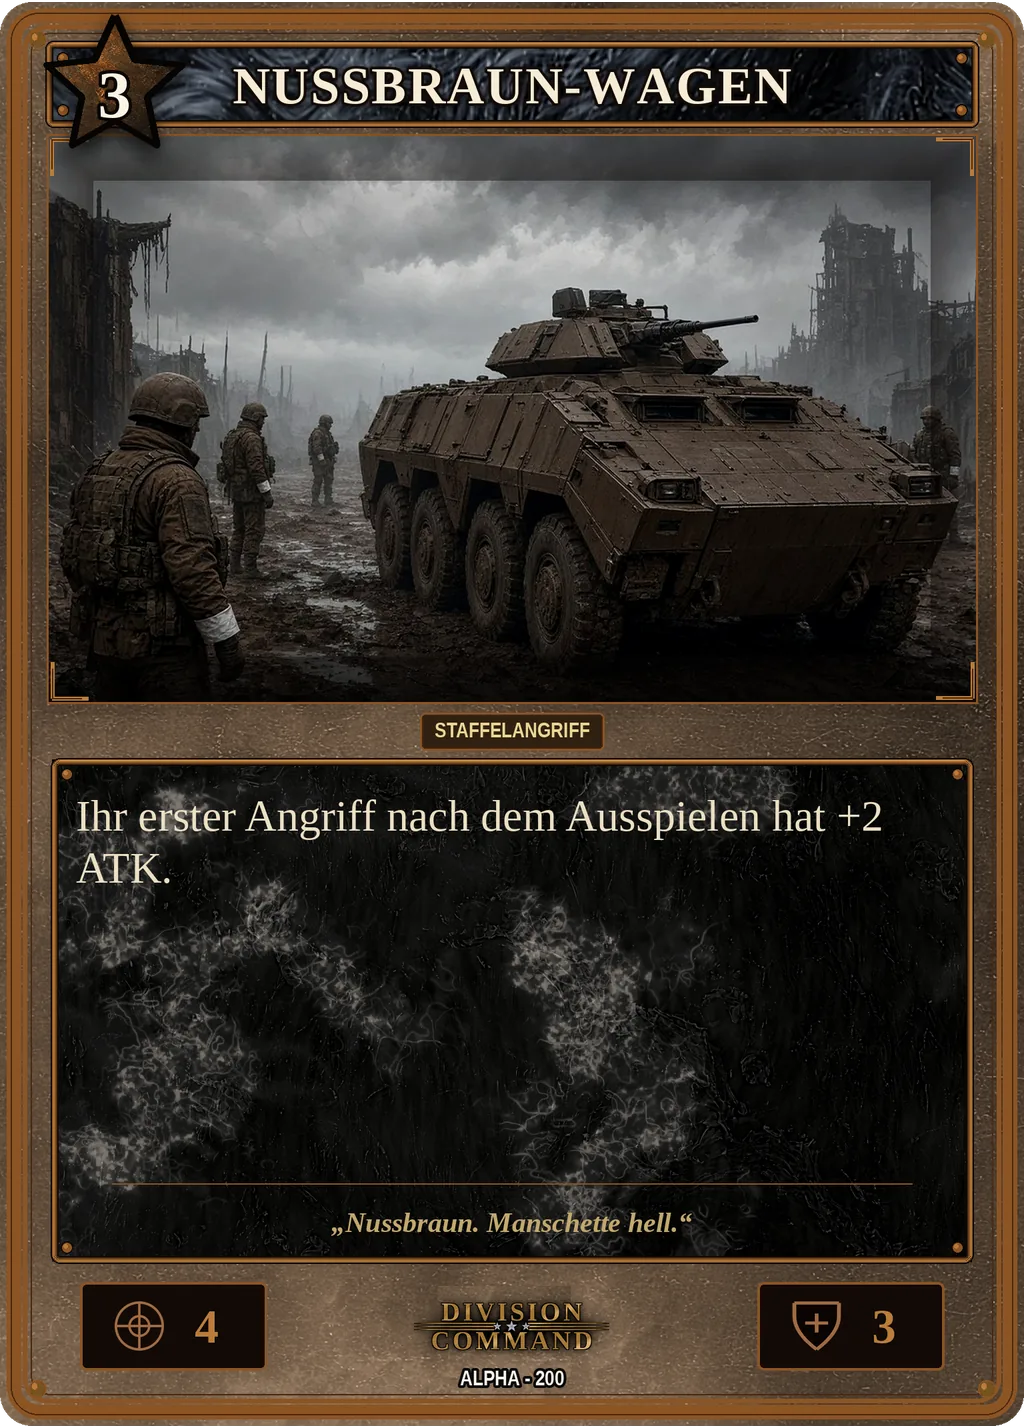 3
NUSSBRAUN-WAGEN
STAFFELANGRIFF
Ihr erster Angriff nach dem Ausspielen hat +2
ATK.
„Nussbraun. Manschette hell.“
4
DIVISION
COMMAND
3
ALPHA - 200